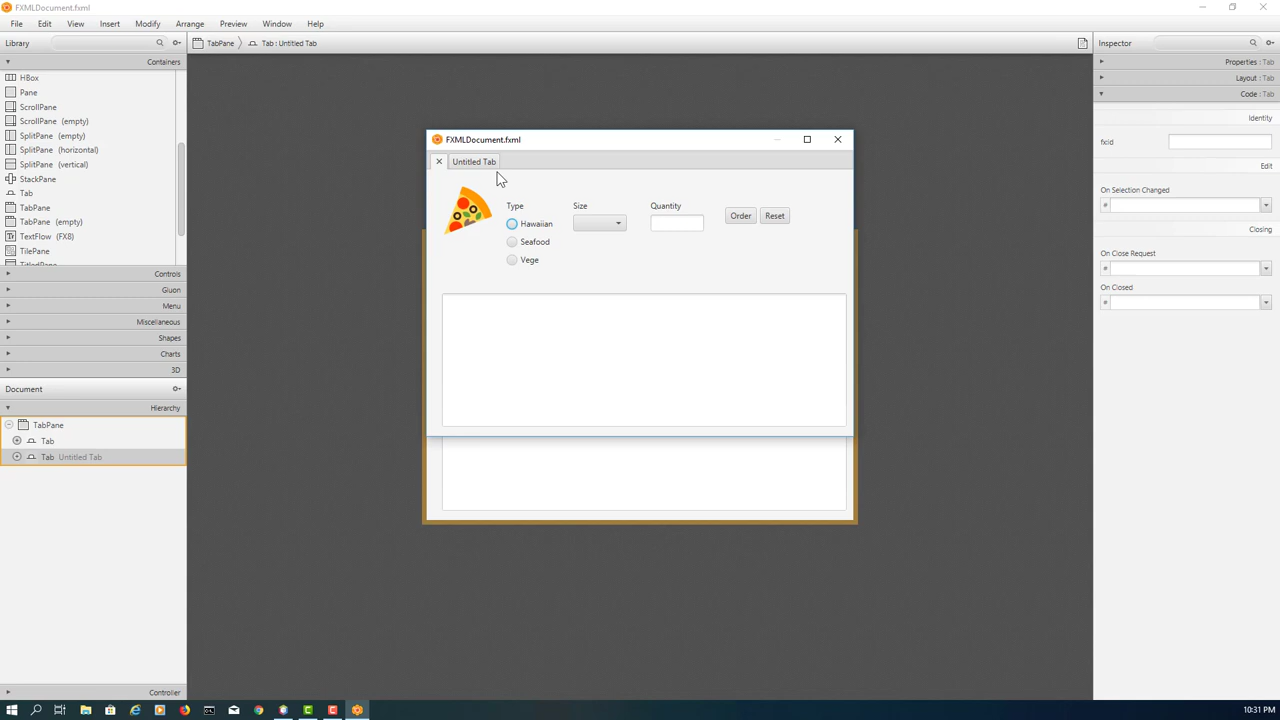 FXMLDocument.fxml
File Edit View Insert Modify Arrange Preview Window Help
Library
TabPane Tab : Untitled Tab
Inspector
Containers
HBox
Pane
ScrollPane
ScrollPane (empty)
SplitPane (empty)
SplitPane (horizontal)
SplitPane (vertical)
StackPane
Tab
TabPane
TabPane (empty)
TextFlow (FX8)
TilePane
TitledPane
Controls
Gluon
Menu
Miscellaneous
Shapes
Charts
3D
Document
Hierarchy
TabPane
Tab
Tab Untitled Tab
Controller
FXMLDocument.fxml
Untitled Tab
Type Size Quantity
Hawaiian
Seafood
Vege
Order Reset
Properties : Tab
Layout : Tab
Code : Tab
Identity
fx:id
Edit
On Selection Changed
#
Closing
On Close Request
#
On Closed
#
10:31 PM